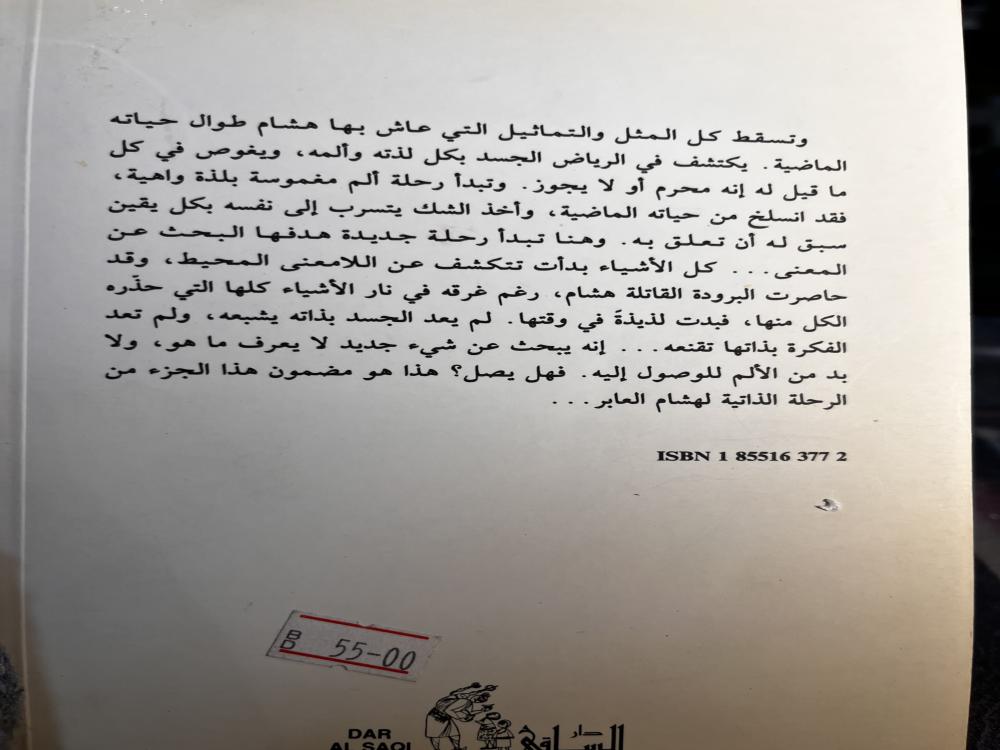 وتسقط كل المثل والتماثيل التي عاش بها هشام طوال حياته
الماضية. يكتشف في الرياض الجسد بكل لذته وألمه، ويغوص في كل
ما قيل له إنه محرم أو لا يجوز. وتبدأ رحلة ألم مغموسة بلذة واهية،
فقد انسلخ من حياته الماضية، وأخذ الشك يتسرب إلى نفسه بكل يقين
سبق له أن تعلق به. وهنا تبدأ رحلة جديدة هدفها البحث عن
المعنى... كل الأشياء بدأت تتكشف عن اللامعنى المحيط، وقد
حاصرت البرودة القاتلة هشام، رغم غرقه في نار الأشياء كلها التي حذّره
الكل منها، فبدت لذيذةً في وقتها. لم يعد الجسد بذاته يشبعه، ولم تعد
الفكرة بذاتها تقنعه... إنه يبحث عن شيء جديد لا يعرف ما هو، ولا
بد من الألم للوصول إليه. فهل يصل؟ هذا هو مضمون هذا الجزء من
الرحلة الذاتية لهشام العابر...
ISBN 1 85516 377 2
BD 55-00
دار
الساقي
DAR
AL SAQI